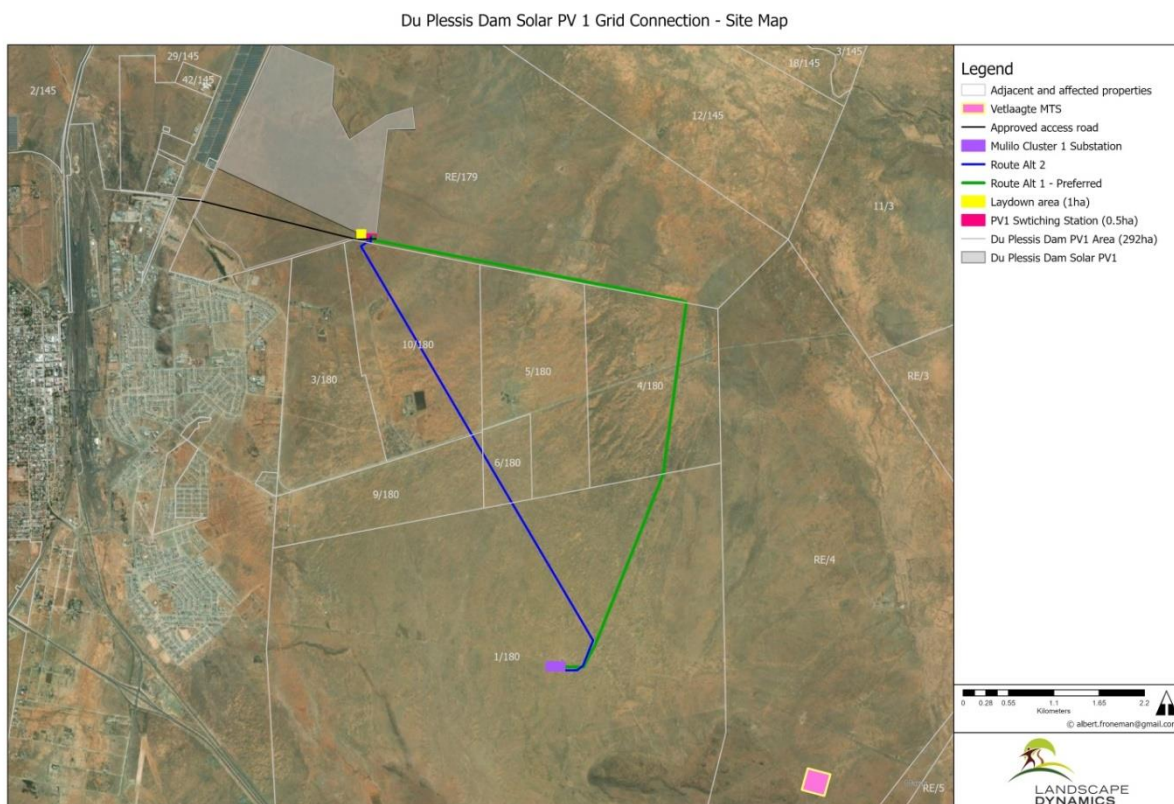 Du Plessis Dam Solar PV 1 Grid Connection - Site Map
29/145
3/145
18/145
42/145
2/145
12/145
RE/179
11/3
10/180
3/180
5/180
4/180
RE/3
6/180
9/180
RE/4
1/180
RE/5
Legend
Adjacent and affected properties
Vetlaagte MTS
Approved access road
Mulilo Cluster 1 Substation
Route Alt 2
Route Alt 1 - Preferred
Laydown area (1ha)
PV1 Swtiching Station (0.5ha)
Du Plessis Dam PV1 Area (292ha)
Du Plessis Dam Solar PV1
0 0.28 0.55 1.1 1.65 2.2
Kilometers
© albert.froneman@gmail.com
LANDSCAPE
DYNAMICS